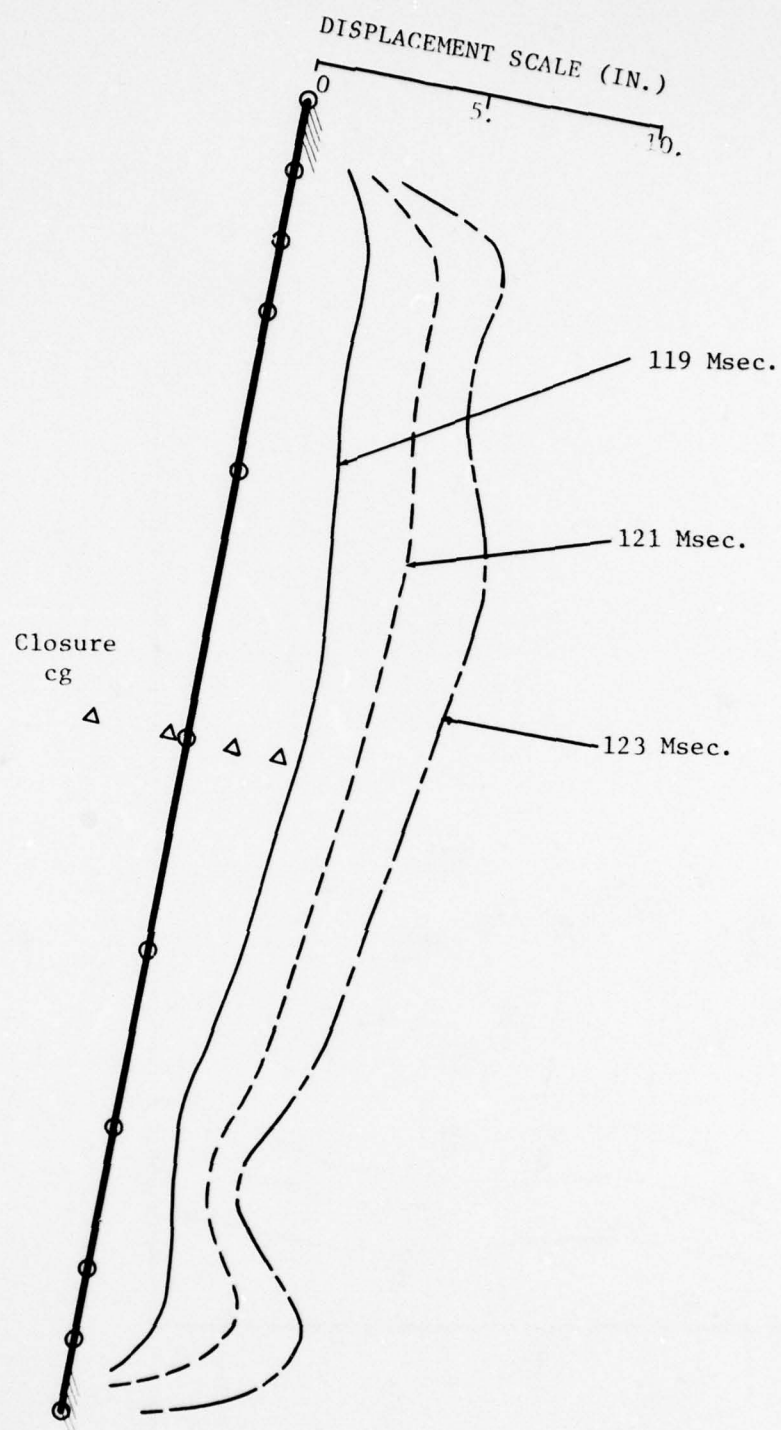 DISPLACEMENT SCALE (IN.)
0
5.
10.
119 Msec.
121 Msec.
Closure
cg
123 Msec.